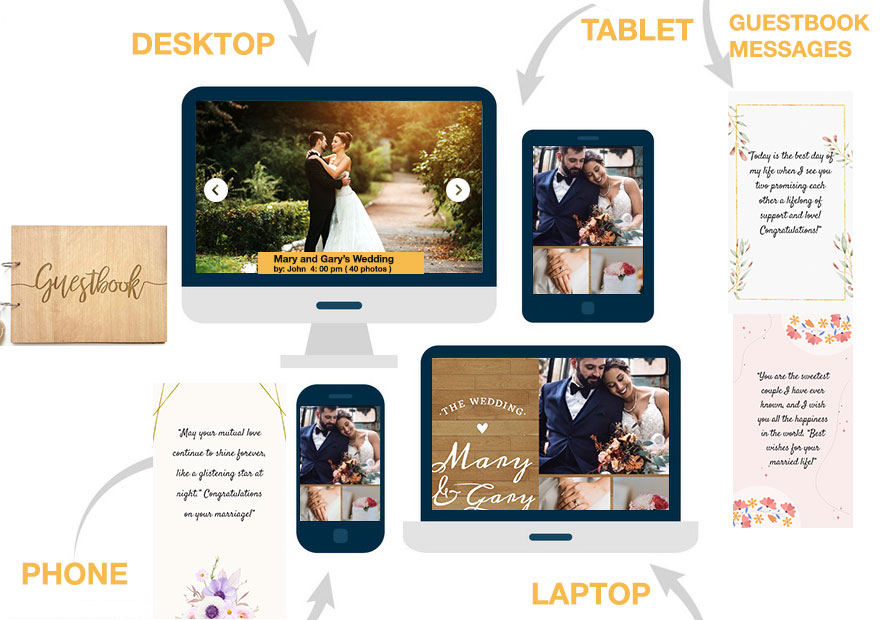 DESKTOP
TABLET
GUESTBOOK
MESSAGES
Mary and Gary's Wedding
by: John 4: 00 pm ( 40 photos )
"Today is the best day of
my life when I see you
two promising each
other a lifelong of
support and love!
Congratulations!"
Guestbook
"You are the sweetest
couple I have ever
known, and I wish
you all the happiness
in the world. "Best
wishes for your
married life!"
·THE WEDDING·
Mary
& Gary
"May your mutual love
continue to shine forever,
like a glistening star at
night." Congratulations
on your marriage!"
PHONE
LAPTOP